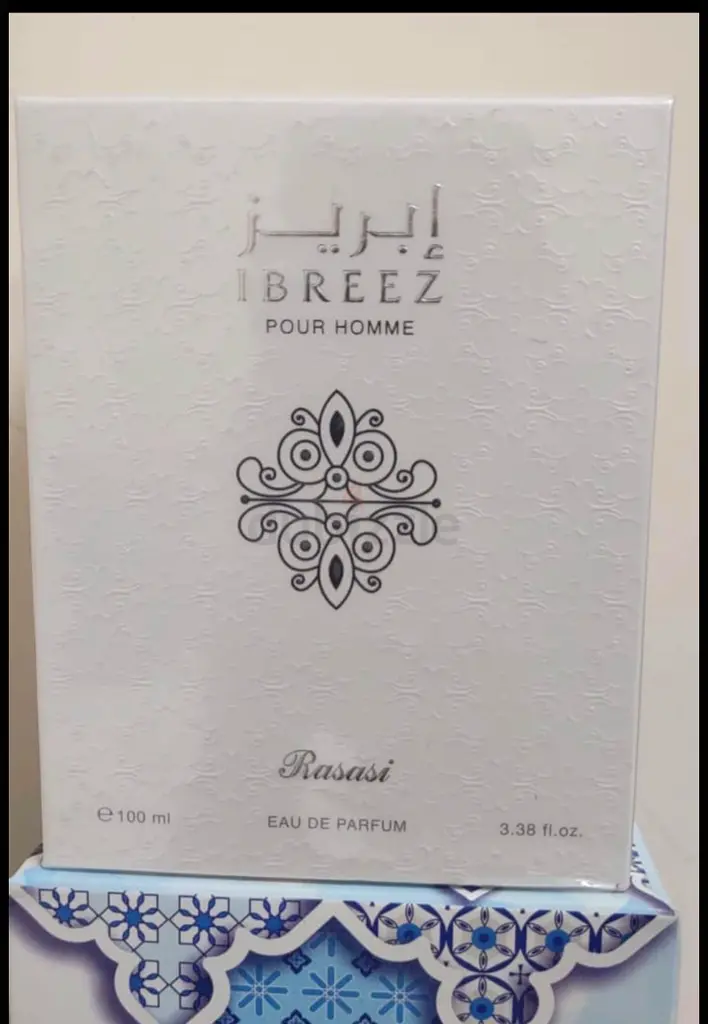 إبريز
IBREEZ
POUR HOMME
Rasasi
℮ 100 ml
EAU DE PARFUM
3.38 fl.oz.